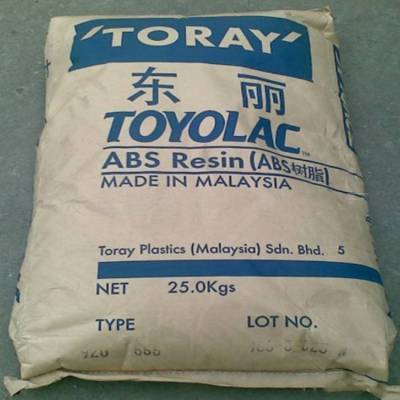 'TORAY'
东丽
TOYOLAC™
ABS Resin (ABS树脂)
MADE IN MALAYSIA
Toray Plastics (Malaysia) Sdn. Bhd. 5
NET 25.0Kgs
TYPE LOT NO.